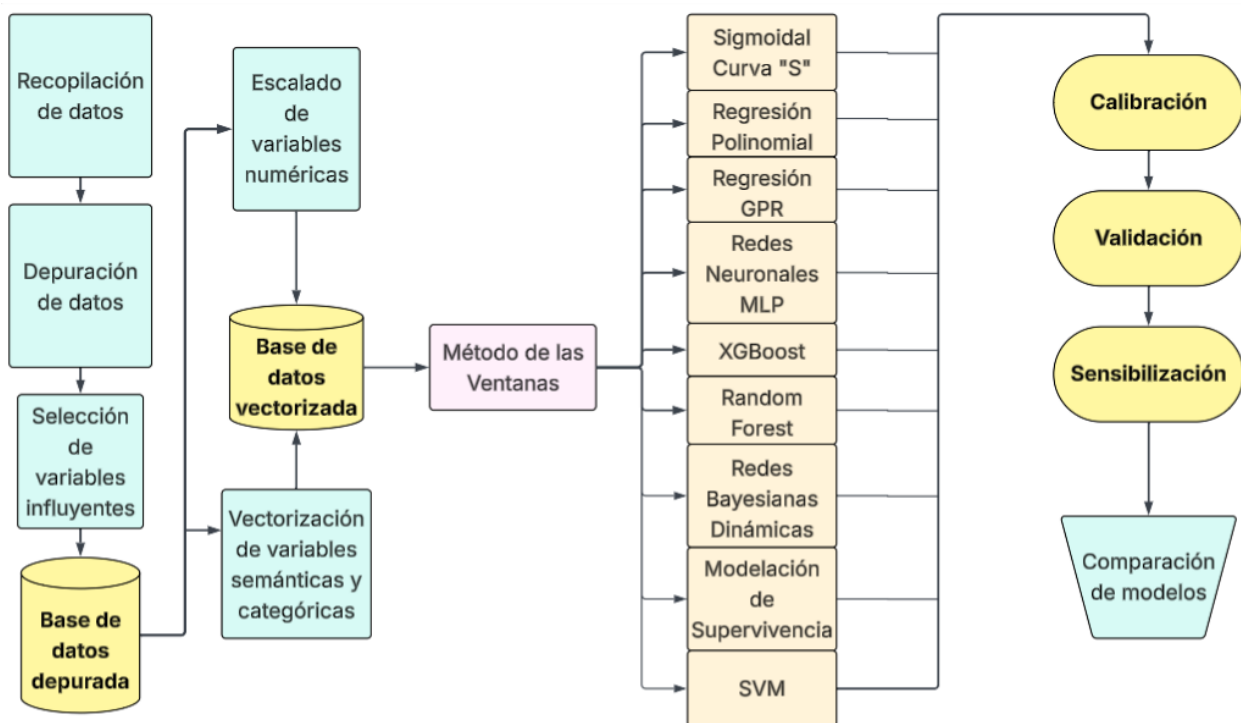 Recopilación
de datos
Depuración
de datos
Selección
de
variables
influyentes
Base de
datos
depurada
Escalado
de
variables
numéricas
Base de
datos
vectorizada
Vectorización
de variables
semánticas y
categóricas
Método de las
Ventanas
Sigmoidal
Curva "S"
Regresión
Polinomial
Regresión
GPR
Redes
Neuronales
MLP
XGBoost
Random
Forest
Redes
Bayesianas
Dinámicas
Modelación
de
Supervivencia
SVM
Calibración
Validación
Sensibilización
Comparación
de modelos